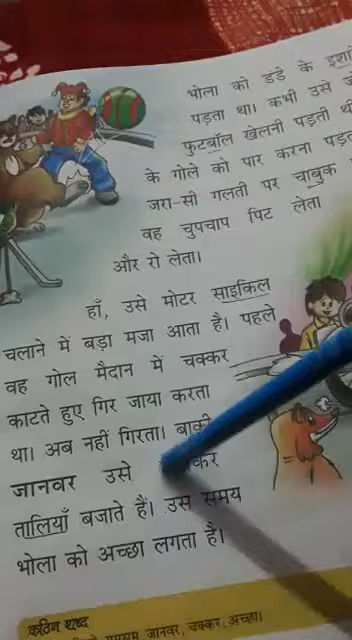 भोला को डंडे के इशारे
पड़ता था। कभी उसे
फुटबॉल खेलनी पड़ती थी
के गोले को पार करना
जरा-सी गलती पर चाबुक
वह चुपचाप पिट लेता
और रो लेता।
हाँ, उसे मोटर साइकिल
चलाने में बड़ा मजा आता है। पहले
वह गोल मैदान में चक्कर
काटते हुए गिर जाया करता
था। अब नहीं गिरता। बाकी
जानवर उसे
तालियाँ बजाते हैं। उस समय
भोला को अच्छा लगता है।
कठिन शब्द
जानवर, चक्कर, अच्छा।